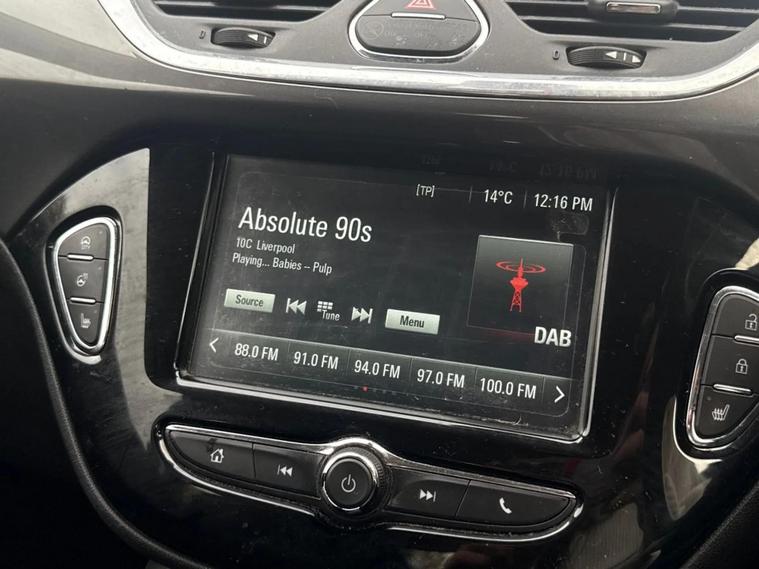 [TP] 14°C 12:16 PM
Absolute 90s
10C Liverpool
Playing... Babies -- Pulp
Source Tune Menu
DAB
88.0 FM 91.0 FM 94.0 FM 97.0 FM 100.0 FM